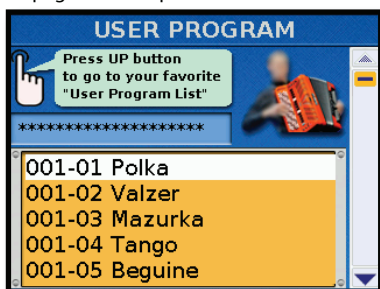 USER PROGRAM
Press UP button
to go to your favorite
"User Program List"
********************
001-01 Polka
001-02 Valzer
001-03 Mazurka
001-04 Tango
001-05 Beguine